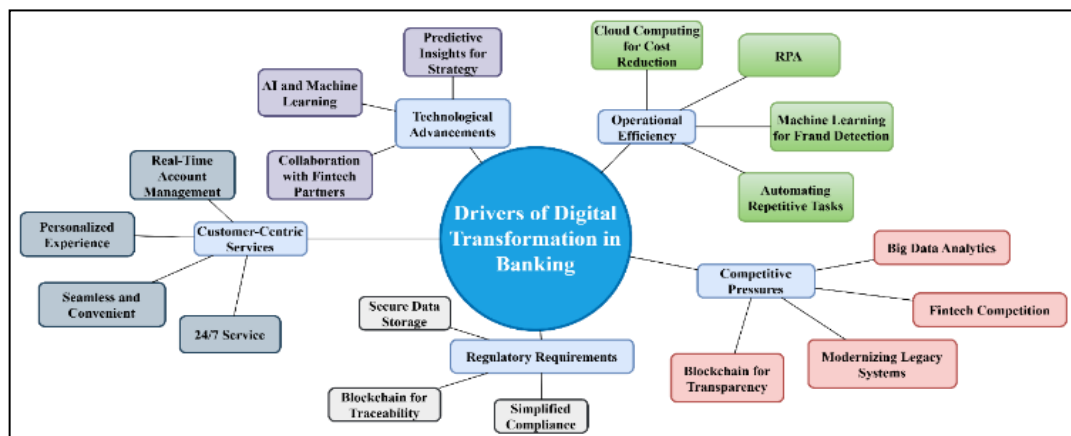 Predictive
Insights for
Strategy
AI and Machine
Learning
Technological
Advancements
Collaboration
with Fintech
Partners
Cloud Computing
for Cost
Reduction
RPA
Operational
Efficiency
Machine Learning
for Fraud Detection
Automating
Repetitive Tasks
Real-Time
Account
Management
Personalized
Experience
Customer-Centric
Services
Seamless and
Convenient
24/7 Service
Drivers of Digital
Transformation in
Banking
Big Data Analytics
Competitive
Pressures
Fintech Competition
Modernizing Legacy
Systems
Blockchain for
Transparency
Secure Data
Storage
Regulatory Requirements
Blockchain for
Traceability
Simplified
Compliance